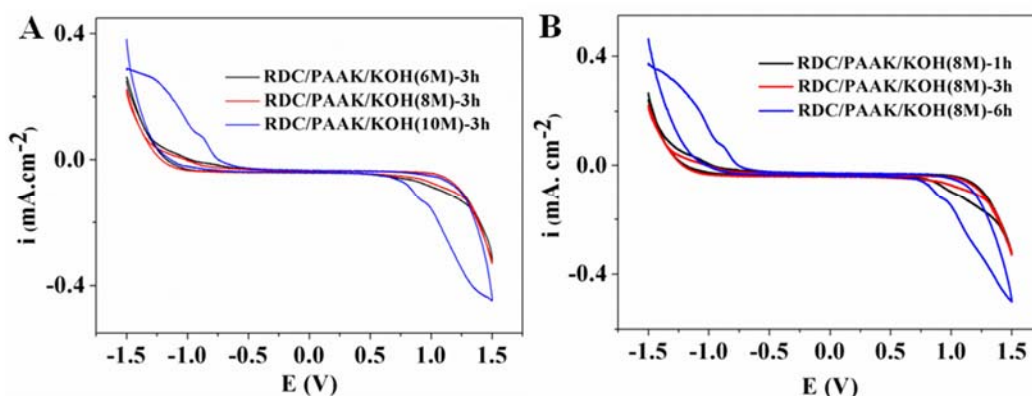 A
0.4
0.0
-0.4
i (mA.cm⁻²)
RDC/PAAK/KOH(6M)-3h
RDC/PAAK/KOH(8M)-3h
RDC/PAAK/KOH(10M)-3h
-1.5 -1.0 -0.5 0.0 0.5 1.0 1.5
E (V)
B
0.4
0.0
-0.4
i (mA. cm⁻²)
RDC/PAAK/KOH(8M)-1h
RDC/PAAK/KOH(8M)-3h
RDC/PAAK/KOH(8M)-6h
-1.5 -1.0 -0.5 0.0 0.5 1.0 1.5
E (V)